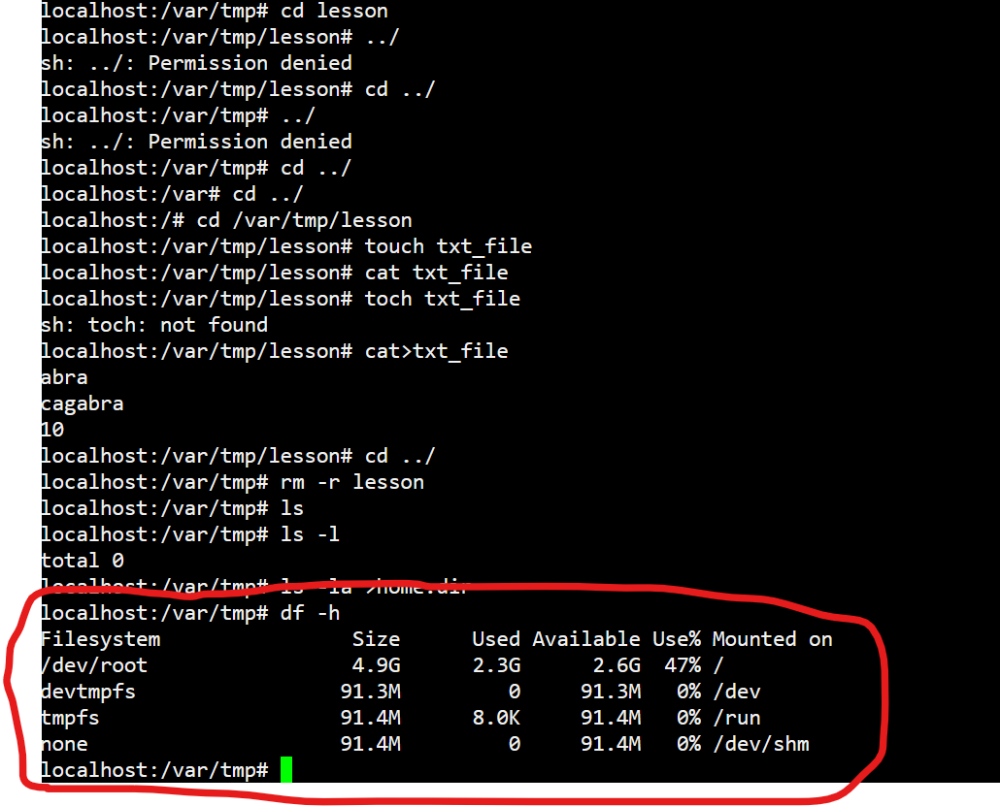 localhost:/var/tmp# cd lesson
localhost:/var/tmp/lesson# ../
sh: ../: Permission denied
localhost:/var/tmp/lesson# cd ../
localhost:/var/tmp# ../
sh: ../: Permission denied
localhost:/var/tmp# cd ../
localhost:/var# cd ../
localhost:/# cd /var/tmp/lesson
localhost:/var/tmp/lesson# touch txt_file
localhost:/var/tmp/lesson# cat txt_file
localhost:/var/tmp/lesson# toch txt_file
sh: toch: not found
localhost:/var/tmp/lesson# cat>txt_file
abra
cagabra
10
localhost:/var/tmp/lesson# cd ../
localhost:/var/tmp# rm -r lesson
localhost:/var/tmp# ls
localhost:/var/tmp# ls -l
total 0
localhost:/var/tmp# ls -la >home.dir
localhost:/var/tmp# df -h
Filesystem                Size      Used Available Use% Mounted on
/dev/root                 4.9G      2.3G      2.6G  47% /
devtmpfs                 91.3M         0     91.3M   0% /dev
tmpfs                    91.4M      8.0K     91.4M   0% /run
none                     91.4M         0     91.4M   0% /dev/shm
localhost:/var/tmp#